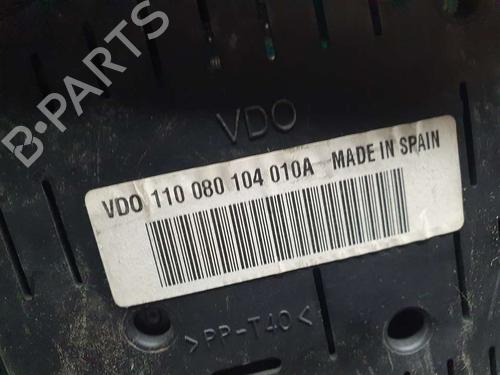 B-PARTS
VDO
VDO 110 080 104 010A MADE IN SPAIN
>PP-T40<